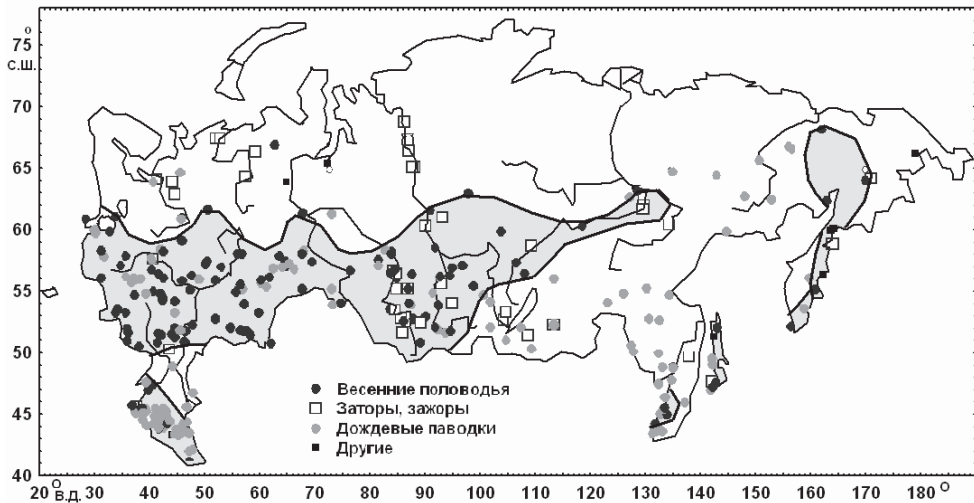 75°
с.ш.
70
65
60
55
50
45
40
Весенние половодья
Заторы, зажоры
Дождевые паводки
Другие
20° в.д. 30 40 50 60 70 80 90 100 110 120 130 140 150 160 170 180°